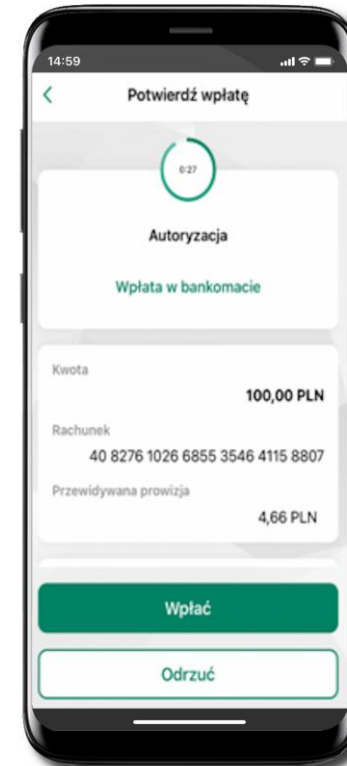 14:59
Potwierdź wpłatę
0:27
Autoryzacja
Wpłata w bankomacie
Kwota
100,00 PLN
Rachunek
40 8276 1026 6855 3546 4115 8807
Przewidywana prowizja
4,66 PLN
Wpłać
Odrzuć